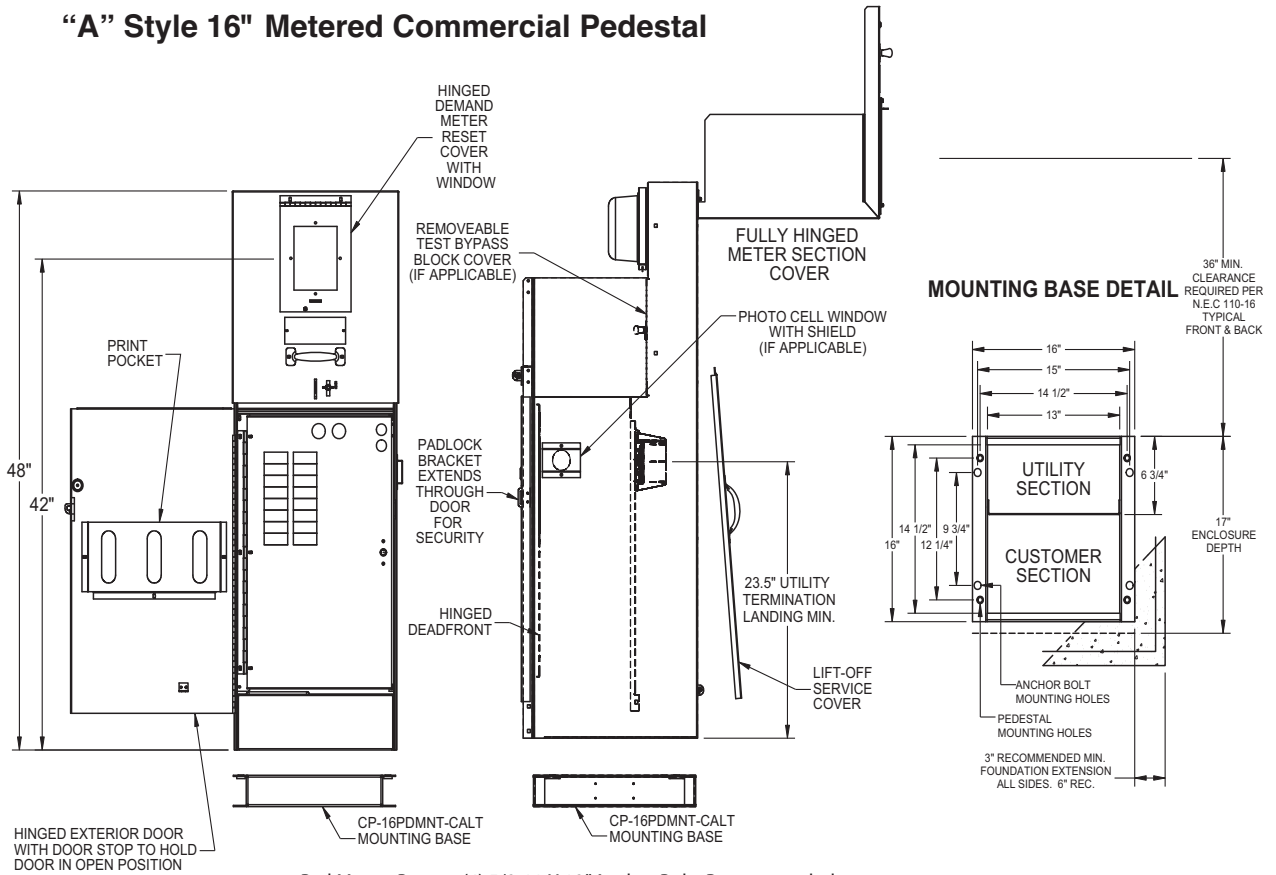 “A” Style 16" Metered Commercial Pedestal
HINGED
DEMAND
METER
RESET
COVER
WITH
WINDOW
REMOVEABLE
TEST BYPASS
BLOCK COVER
(IF APPLICABLE)
FULLY HINGED
METER SECTION
COVER
PHOTO CELL WINDOW
WITH SHIELD
(IF APPLICABLE)
PRINT
POCKET
48"
42"
PADLOCK
BRACKET
EXTENDS
THROUGH
DOOR
FOR
SECURITY
HINGED
DEADFRONT
23.5" UTILITY
TERMINATION
LANDING MIN.
LIFT-OFF
SERVICE
COVER
HINGED EXTERIOR DOOR
WITH DOOR STOP TO HOLD
DOOR IN OPEN POSITION
CP-16PDMNT-CALT
MOUNTING BASE
CP-16PDMNT-CALT
MOUNTING BASE
MOUNTING BASE DETAIL
36" MIN.
CLEARANCE
REQUIRED PER
N.E.C 110-16
TYPICAL
FRONT & BACK
16"
15"
14 1/2"
13"
UTILITY
SECTION
6 3/4"
16"
14 1/2"
12 1/4"
9 3/4"
CUSTOMER
SECTION
17"
ENCLOSURE
DEPTH
ANCHOR BOLT
MOUNTING HOLES
PEDESTAL
MOUNTING HOLES
3" RECOMMENDED MIN.
FOUNDATION EXTENSION
ALL SIDES. 6" REC.